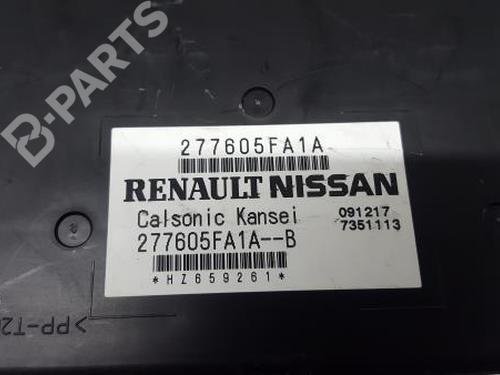 B-PARTS
277605FA1A
RENAULT NISSAN
Calsonic Kansei 091217
277605FA1A--B 7351113
*HZ659261*
>PP-T2